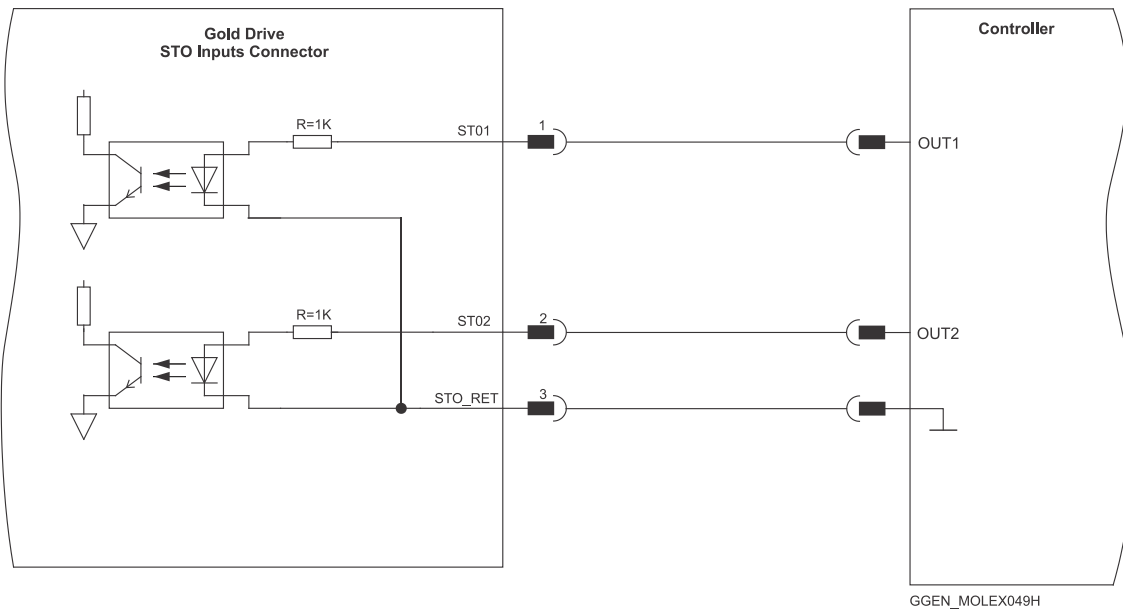 Gold Drive
STO Inputs Connector
Controller
R=1K
ST01
1
OUT1
R=1K
ST02
2
OUT2
STO_RET
3
GGEN_MOLEX049H